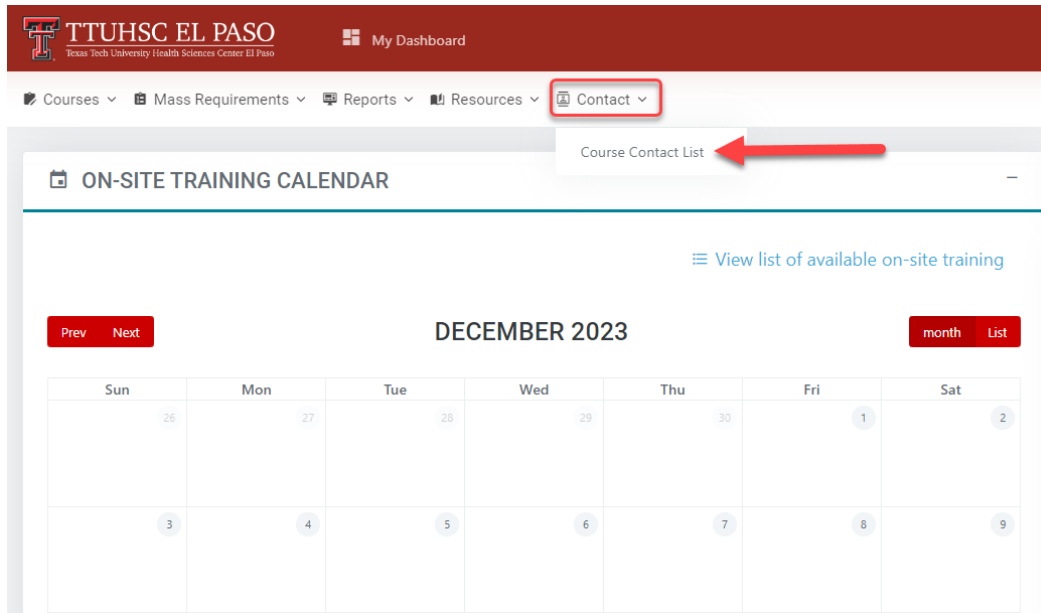 TTUHSC EL PASO
Texas Tech University Health Sciences Center El Paso
My Dashboard
Courses Mass Requirements Reports Resources Contact
Course Contact List
ON-SITE TRAINING CALENDAR
View list of available on-site training
Prev Next DECEMBER 2023 month List
Sun Mon Tue Wed Thu Fri Sat
26 27 28 29 30 1 2
3 4 5 6 7 8 9